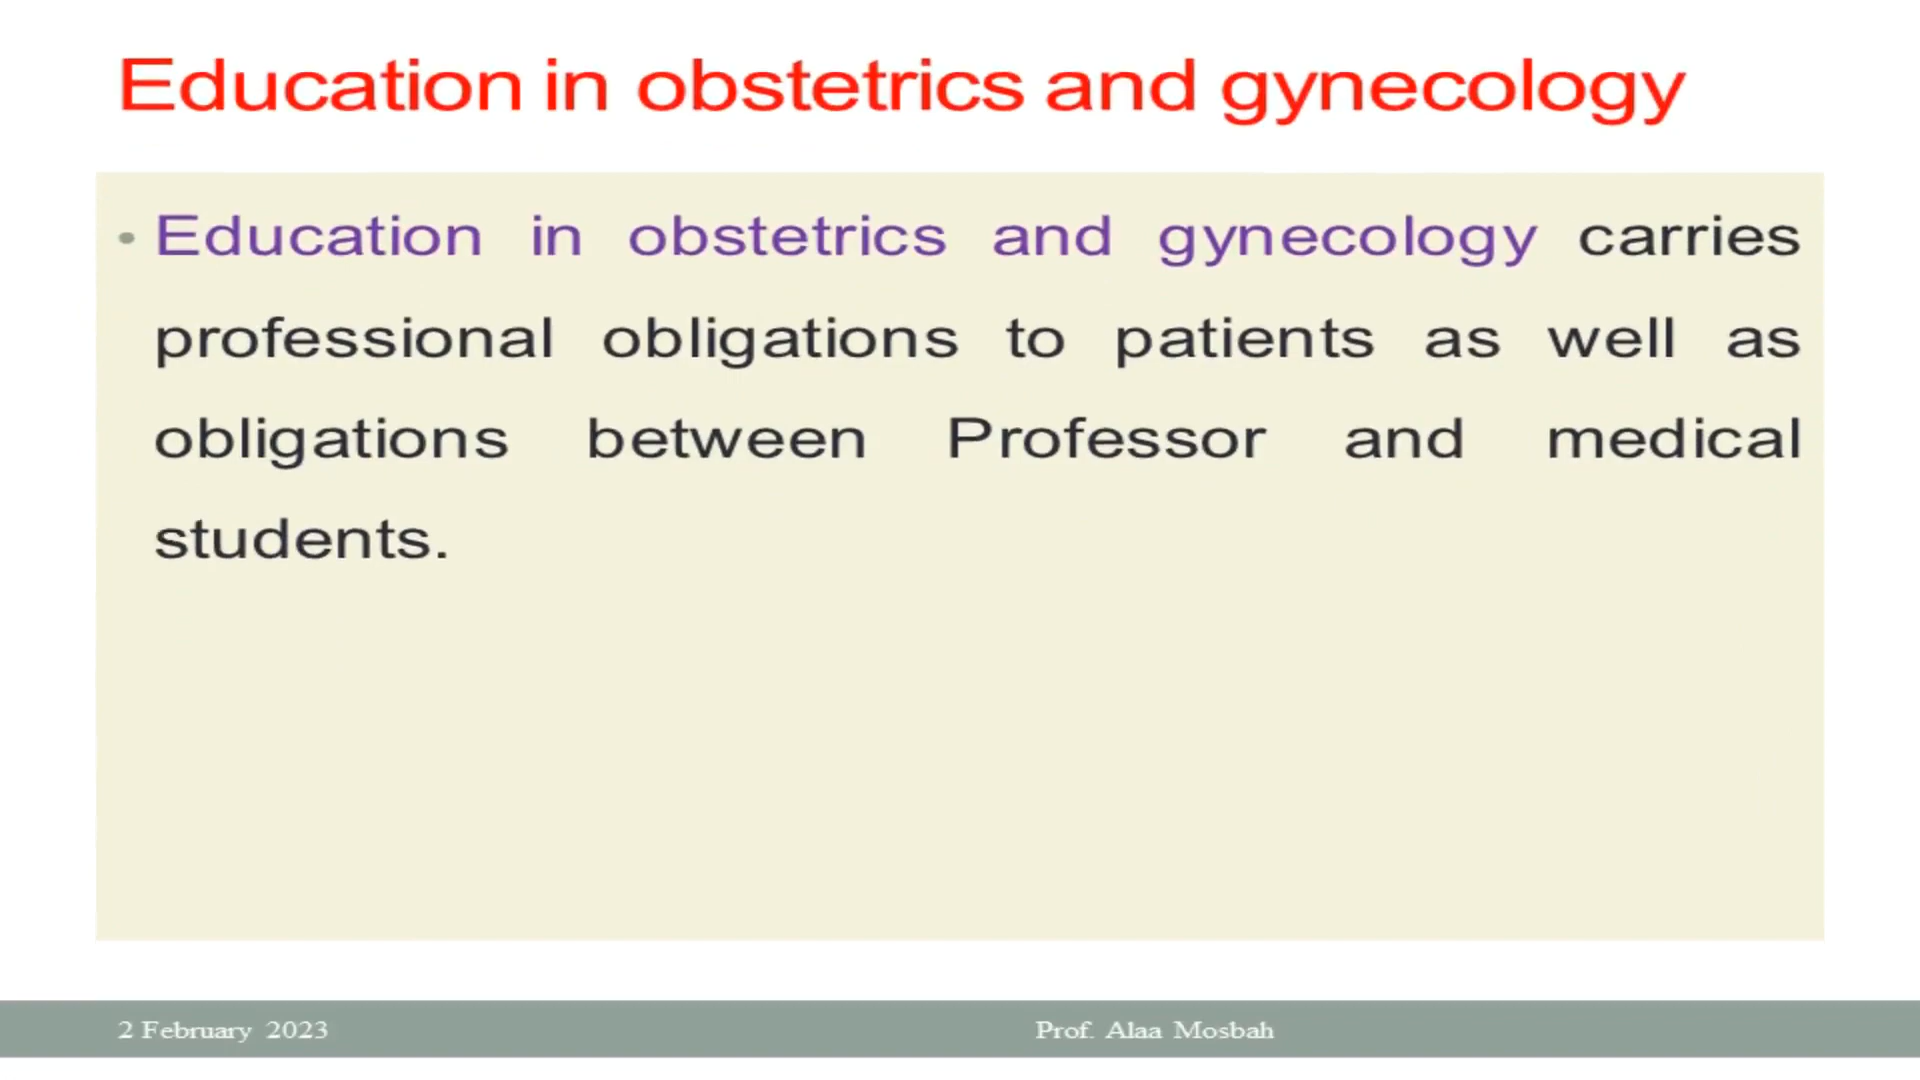 Education in obstetrics and gynecology
• Education in obstetrics and gynecology carries
professional obligations to patients as well as
obligations between Professor and medical
students.
2 February 2023
Prof. Alaa Mosbah